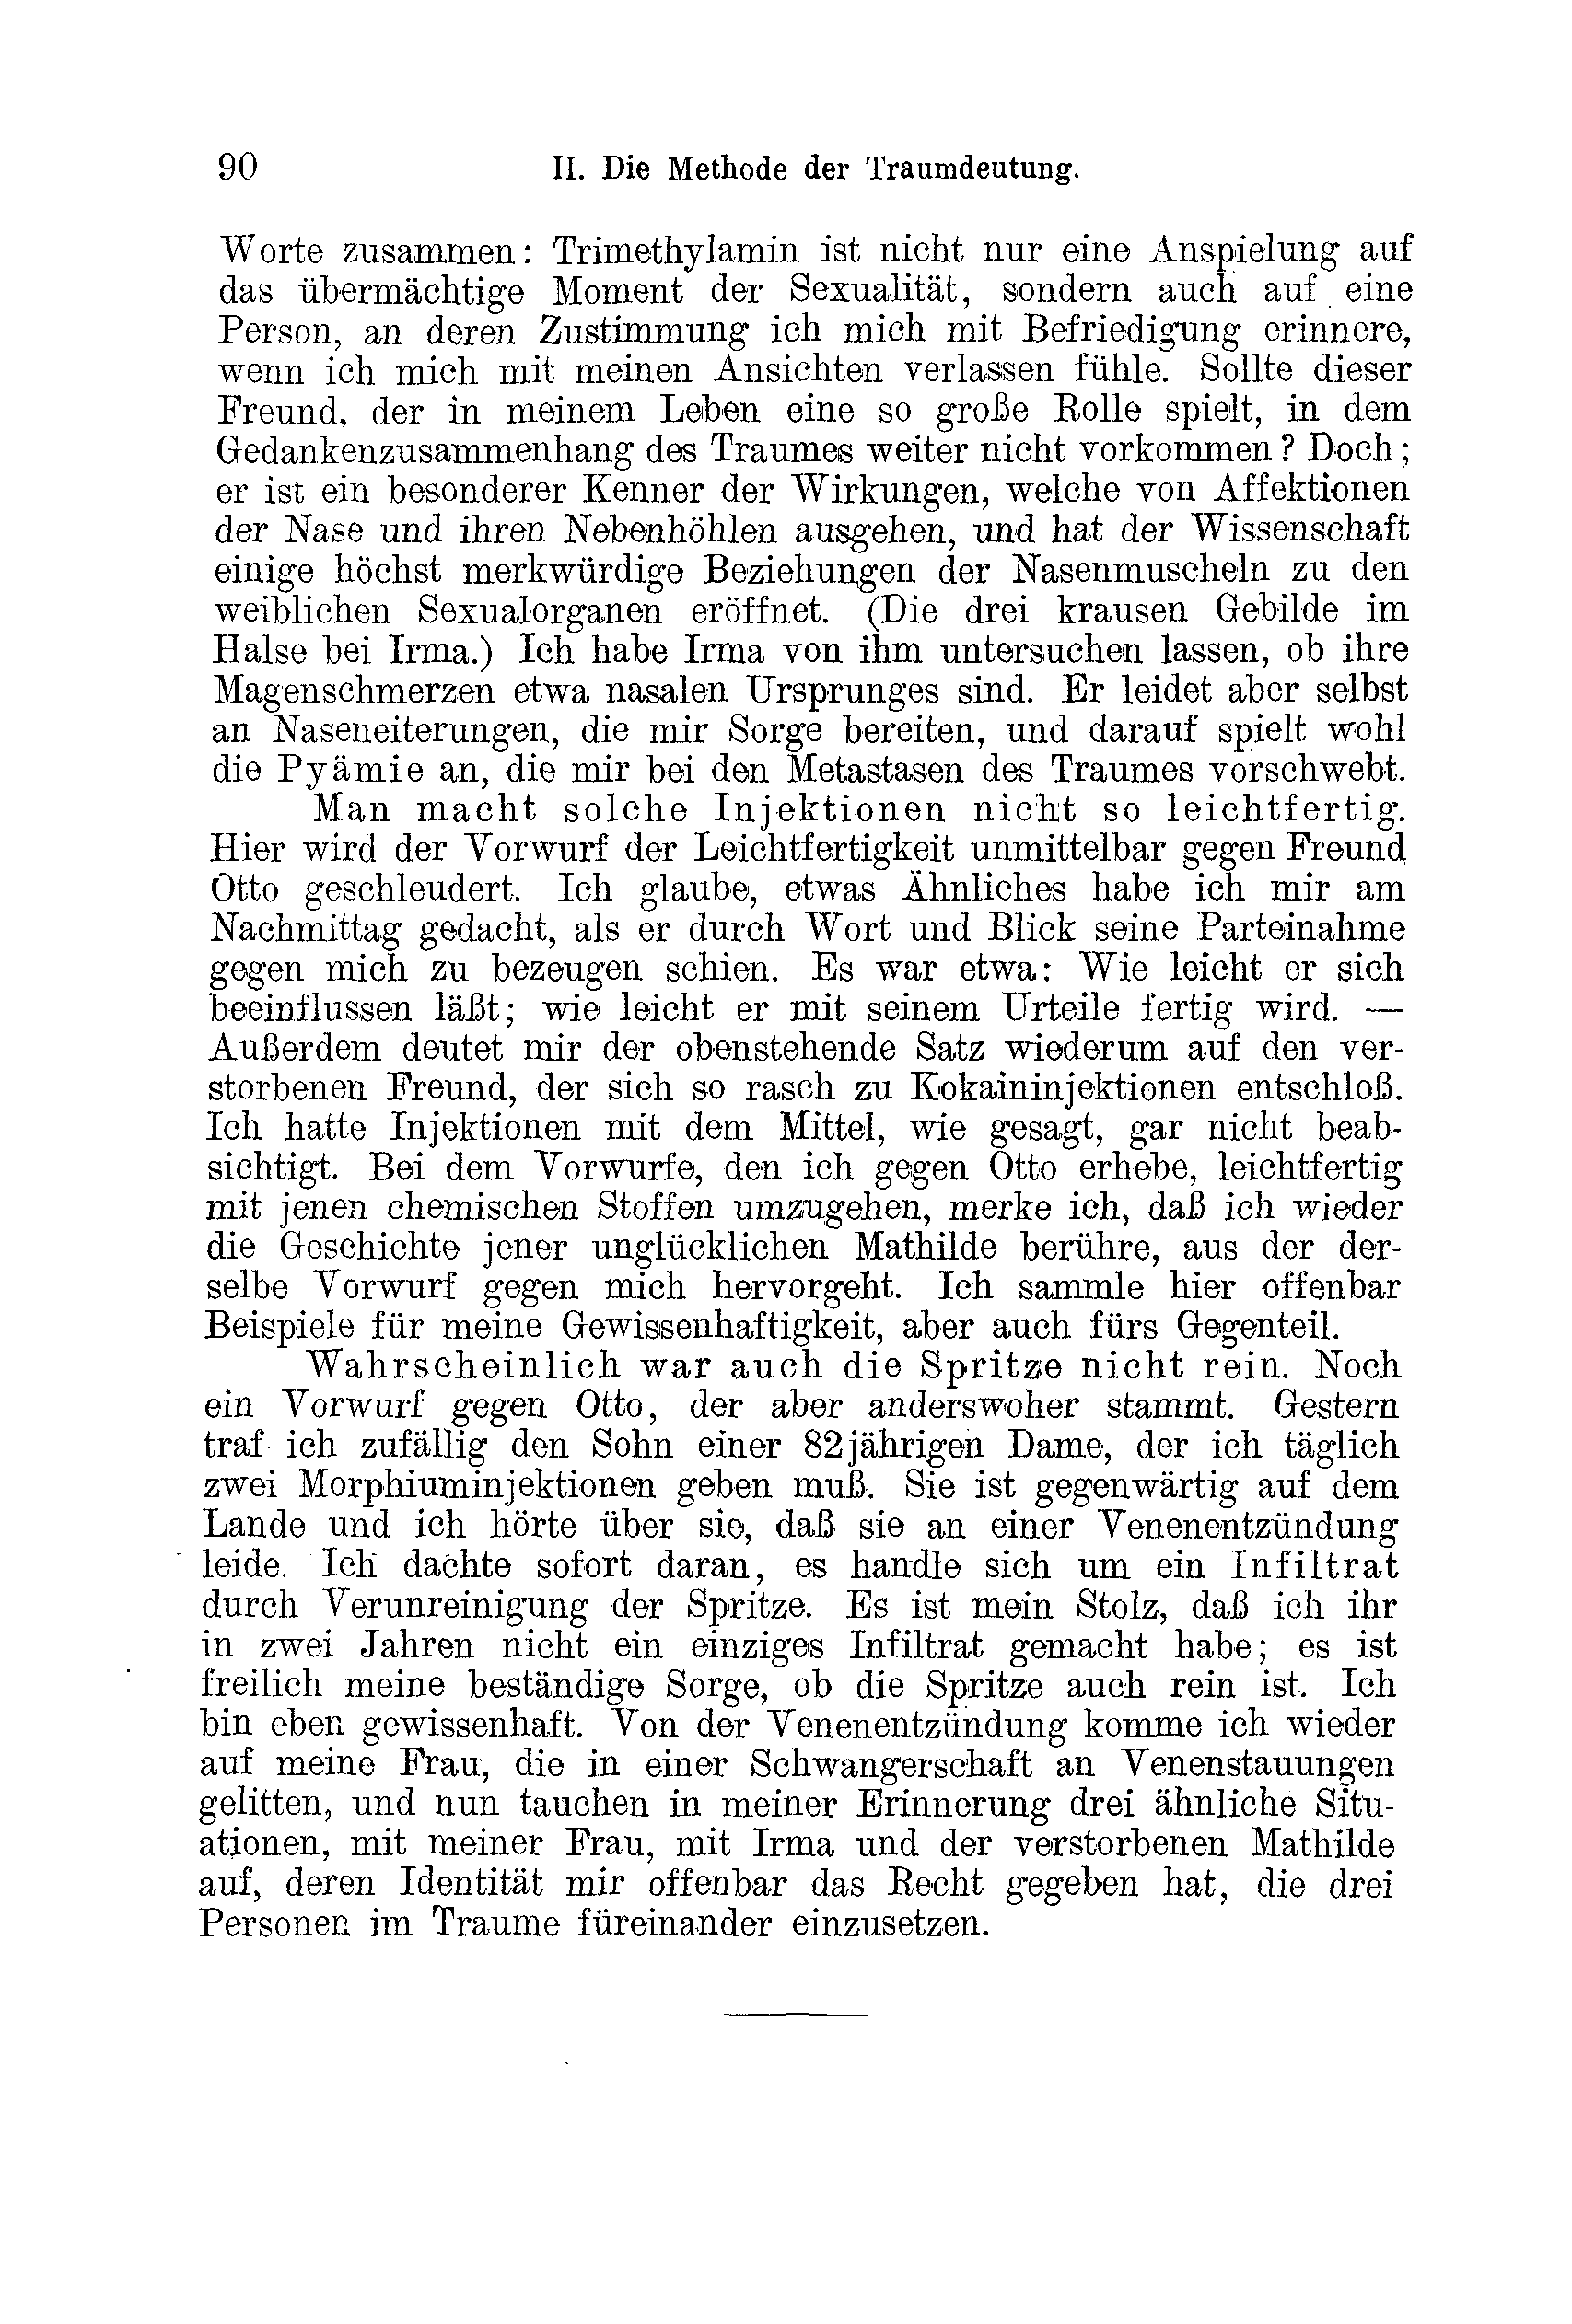 90 II. Die Methode der Traumdeutung.
Worte zusammen: Trimethylamin ist nicht nur eine Anspielung auf
das übermächtige Moment der Sexualität, sondern auch auf eine
Person, an deren Zustimmung ich mich mit Befriedigung erinnere,
wenn ich mich mit meinen Ansichten verlassen fühle. Sollte dieser
Freund, der in meinem Leben eine so große Rolle spielt, in dem
Gedankenzusammenhang des Traumes weiter nicht vorkommen? Doch;
er ist ein besonderer Kenner der Wirkungen, welche von Affektionen
der Nase und ihren Nebenhöhlen ausgehen, und hat der Wissenschaft
einige höchst merkwürdige Beziehungen der Nasenmuscheln zu den
weiblichen Sexualorganen eröffnet. (Die drei krausen Gebilde im
Halse bei Irma.) Ich habe Irma von ihm untersuchen lassen, ob ihre
Magenschmerzen etwa nasalen Ursprunges sind. Er leidet aber selbst
an Naseneiterungen, die mir Sorge bereiten, und darauf spielt wohl
die Pyämie an, die mir bei den Metastasen des Traumes vorschwebt.
Man macht solche Injektionen nicht so leichtfertig.
Hier wird der Vorwurf der Leichtfertigkeit unmittelbar gegen Freund
Otto geschleudert. Ich glaube, etwas Ähnliches habe ich mir am
Nachmittag gedacht, als er durch Wort und Blick seine Parteinahme
gegen mich zu bezeugen schien. Es war etwa: Wie leicht er sich
beeinflussen läßt; wie leicht er mit seinem Urteile fertig wird. —
Außerdem deutet mir der obenstehende Satz wiederum auf den ver-
storbenen Freund, der sich so rasch zu Kokaininjektionen entschloß.
Ich hatte Injektionen mit dem Mittel, wie gesagt, gar nicht beab-
sichtigt. Bei dem Vorwurfe, den ich gegen Otto erhebe, leichtfertig
mit jenen chemischen Stoffen umzugehen, merke ich, daß ich wieder
die Geschichte jener unglücklichen Mathilde berühre, aus der der-
selbe Vorwurf gegen mich hervorgeht. Ich sammle hier offenbar
Beispiele für meine Gewissenhaftigkeit, aber auch fürs Gegenteil.
Wahrscheinlich war auch die Spritze nicht rein. Noch
ein Vorwurf gegen Otto, der aber anderswoher stammt. Gestern
traf ich zufällig den Sohn einer 82jährigen Dame, der ich täglich
zwei Morphiuminjektionen geben muß. Sie ist gegenwärtig auf dem
Lande und ich hörte über sie, daß sie an einer Venenentzündung
leide. Ich dachte sofort daran, es handle sich um ein Infiltrat
durch Verunreinigung der Spritze. Es ist mein Stolz, daß ich ihr
in zwei Jahren nicht ein einziges Infiltrat gemacht habe; es ist
freilich meine beständige Sorge, ob die Spritze auch rein ist. Ich
bin eben gewissenhaft. Von der Venenentzündung komme ich wieder
auf meine Frau, die in einer Schwangerschaft an Venenstauungen
gelitten, und nun tauchen in meiner Erinnerung drei ähnliche Situ-
ationen, mit meiner Frau, mit Irma und der verstorbenen Mathilde
auf, deren Identität mir offenbar das Recht gegeben hat, die drei
Personen im Traume füreinander einzusetzen.